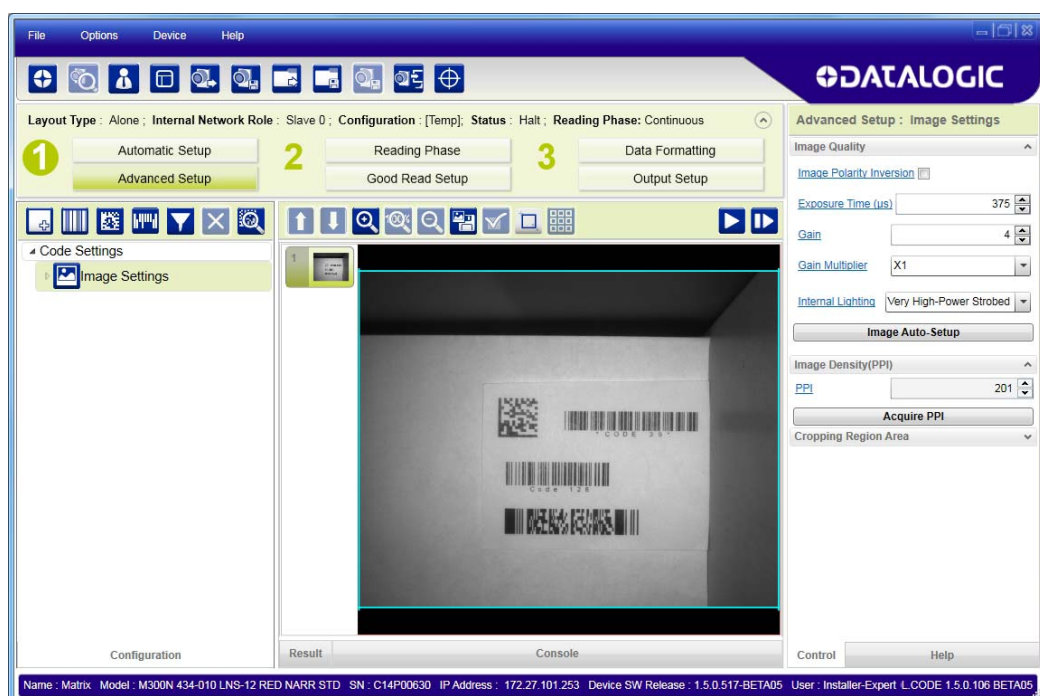 File Options Device Help
DATALOGIC
Layout Type : Alone ; Internal Network Role : Slave 0 ; Configuration : [Temp]; Status : Halt ; Reading Phase: Continuous
1 Automatic Setup 2 Reading Phase 3 Data Formatting
Advanced Setup Good Read Setup Output Setup
Code Settings
Image Settings
1
*CODE 39*
Code 128
Configuration
Result Console
Advanced Setup : Image Settings
Image Quality
Image Polarity Inversion
Exposure Time (µs) 375
Gain 4
Gain Multiplier X1
Internal Lighting Very High-Power Strobed
Image Auto-Setup
Image Density(PPI)
PPI 201
Acquire PPI
Cropping Region Area
Control Help
Name : Matrix Model : M300N 434-010 LNS-12 RED NARR STD SN : C14P00630 IP Address : 172.27.101.253 Device SW Release : 1.5.0.517-BETA05 User : Installer-Expert L.CODE 1.5.0.106 BETA05